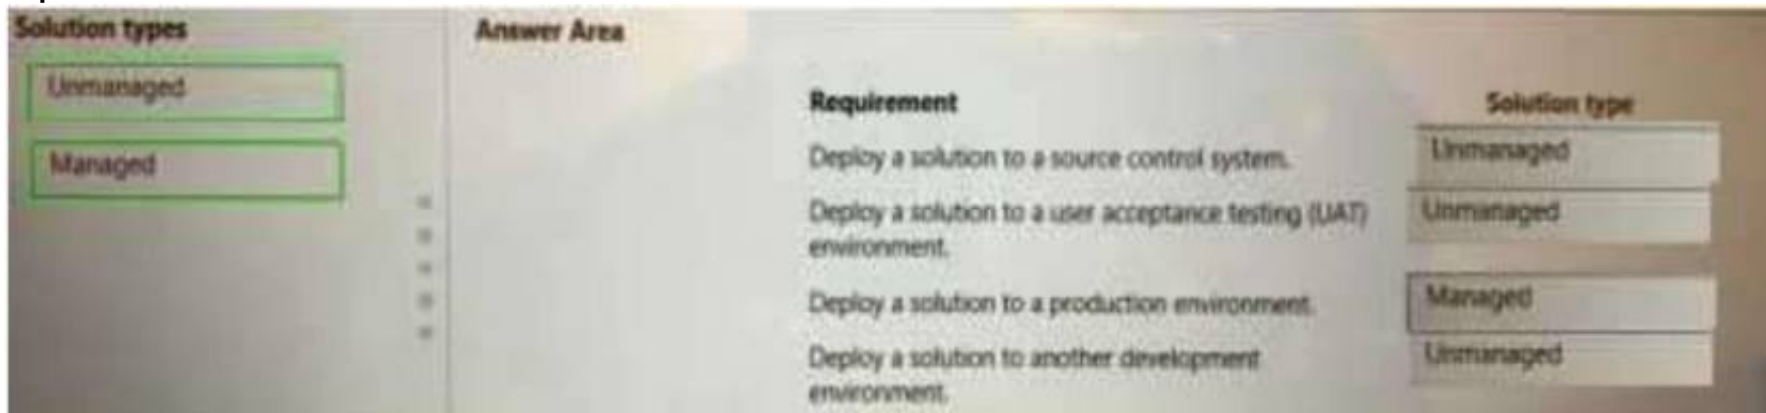 Solution types
Answer Area
Unmanaged
Managed
Requirement
Solution type
Deploy a solution to a source control system.
Unmanaged
Deploy a solution to a user acceptance testing (UAT)
environment.
Unmanaged
Deploy a solution to a production environment.
Managed
Deploy a solution to another development
environment.
Unmanaged